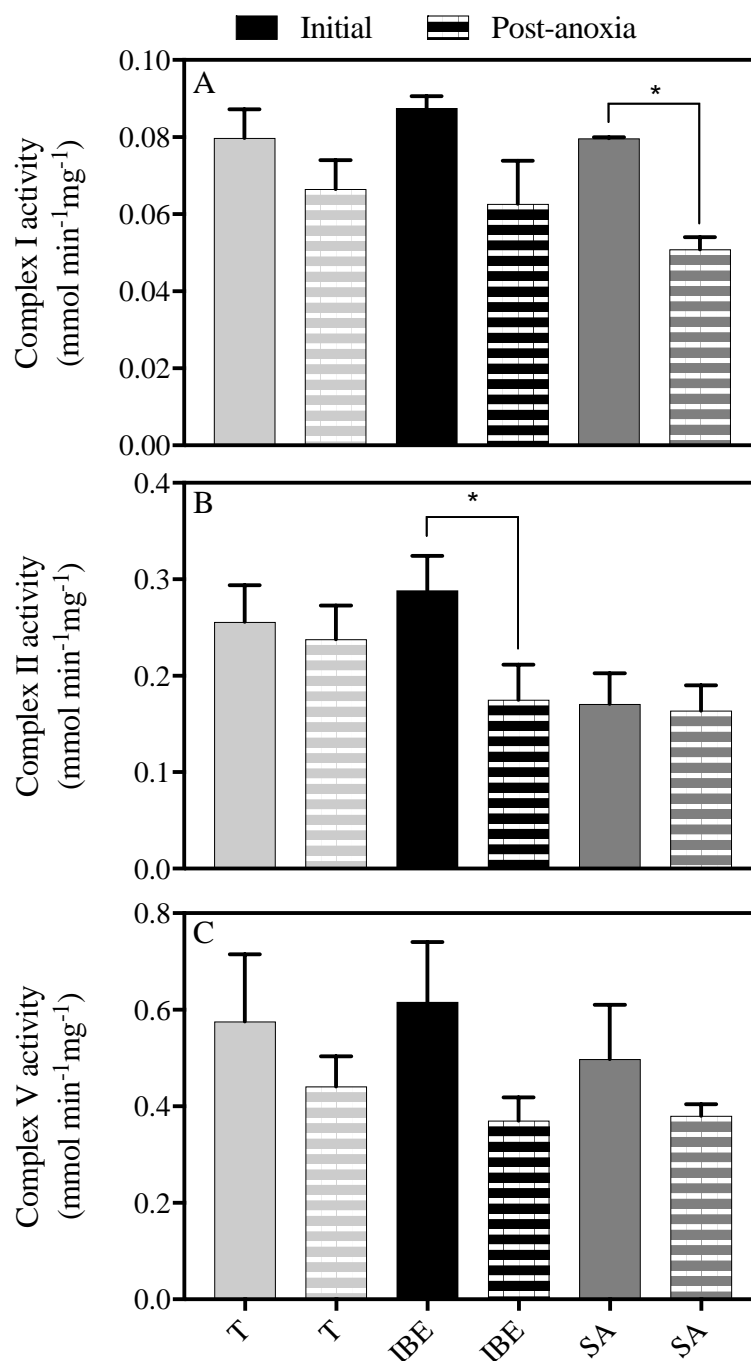 Initial Post-anoxia
A
Complex I activity
(mmol min-1mg-1)
0.10
0.08
0.06
0.04
0.02
0.00
*
B
Complex II activity
(mmol min-1mg-1)
0.4
0.3
0.2
0.1
0.0
*
C
Complex V activity
(mmol min-1mg-1)
0.8
0.6
0.4
0.2
0.0
T T IBE IBE SA SA